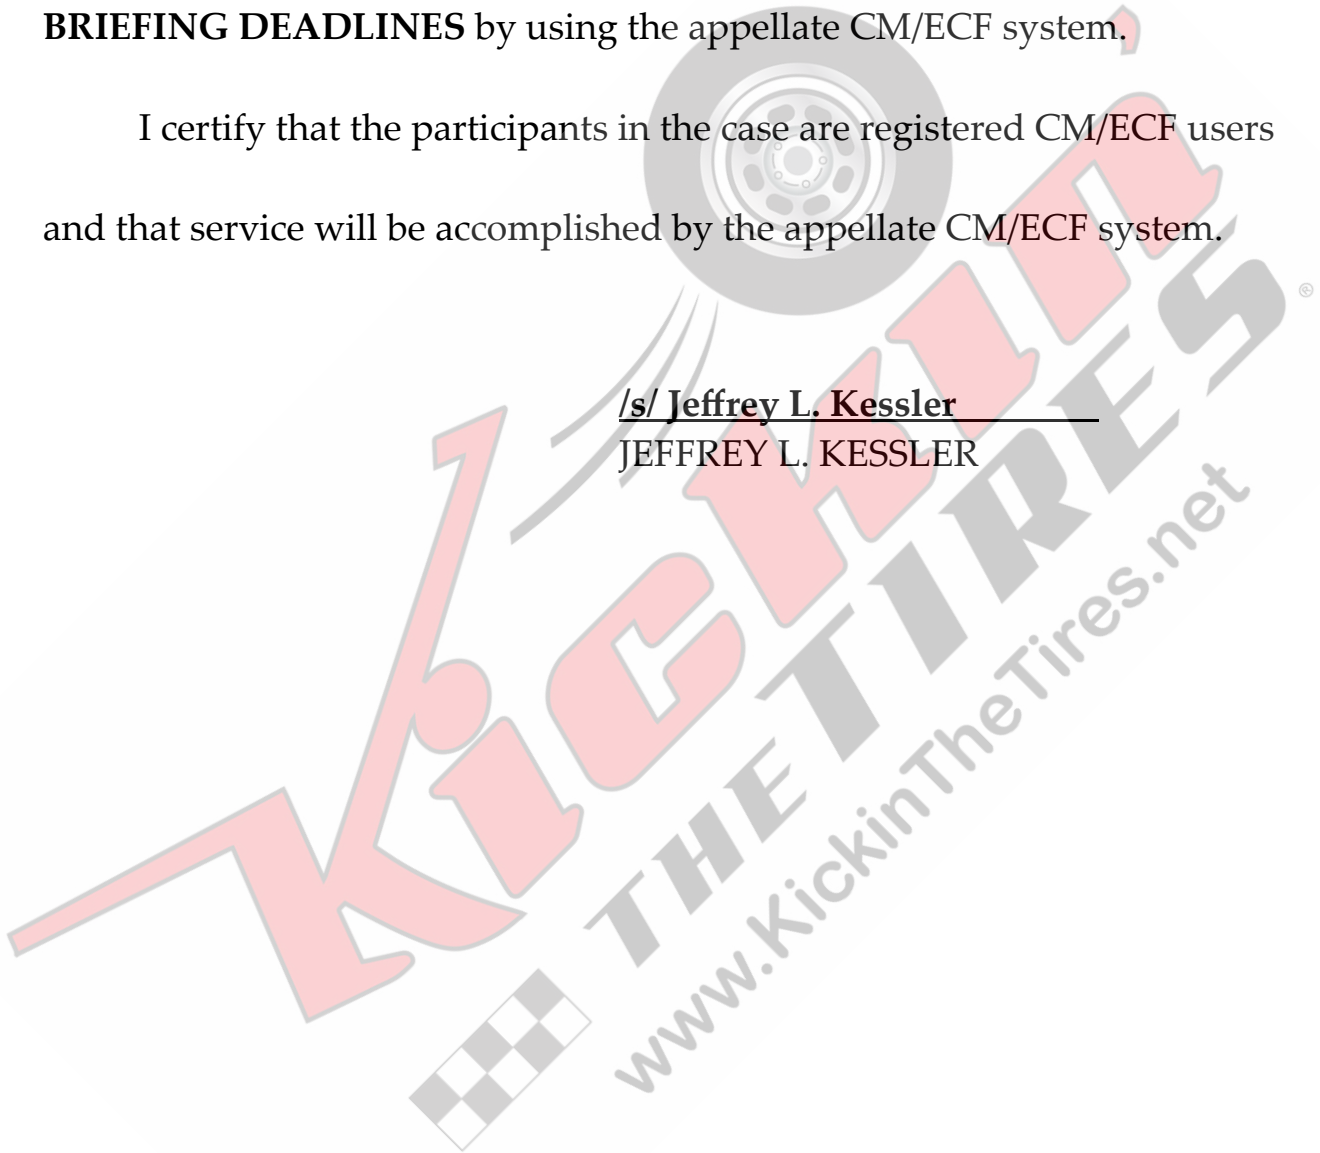 BRIEFING DEADLINES by using the appellate CM/ECF system.
I certify that the participants in the case are registered CM/ECF users
and that service will be accomplished by the appellate CM/ECF system.
/s/ Jeffrey L. Kessler
JEFFREY L. KESSLER
Kickin'
THE TIRES
®
www.KickinTheTires.net